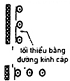 tối thiểu bằng
đường kính cáp